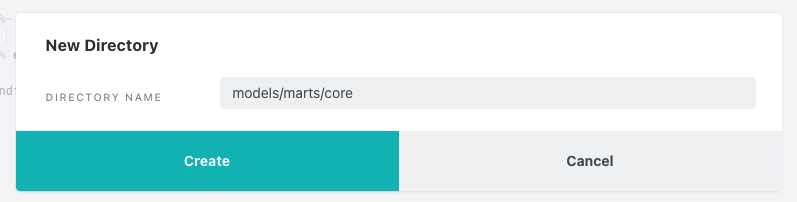 New Directory
DIRECTORY NAME models/marts/core
Create Cancel